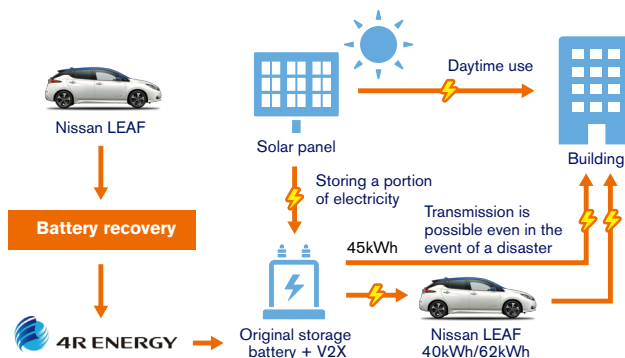 Daytime use
Nissan LEAF
Solar panel
Building
Storing a portion
of electricity
Battery recovery
Transmission is
possible even in the
event of a disaster
45kWh
4R ENERGY
Original storage
battery + V2X
Nissan LEAF
40kWh/62kWh